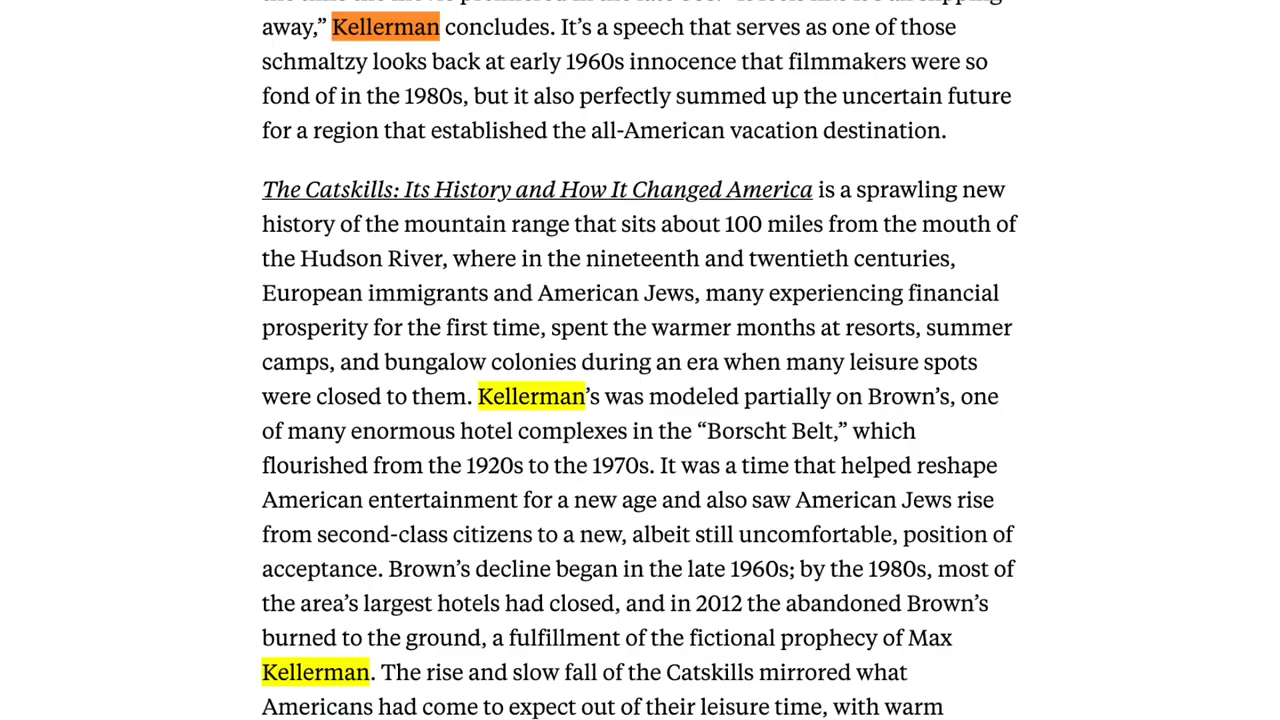 away,” Kellerman concludes. It’s a speech that serves as one of those
schmaltzy looks back at early 1960s innocence that filmmakers were so
fond of in the 1980s, but it also perfectly summed up the uncertain future
for a region that established the all-American vacation destination.
The Catskills: Its History and How It Changed America is a sprawling new
history of the mountain range that sits about 100 miles from the mouth of
the Hudson River, where in the nineteenth and twentieth centuries,
European immigrants and American Jews, many experiencing financial
prosperity for the first time, spent the warmer months at resorts, summer
camps, and bungalow colonies during an era when many leisure spots
were closed to them. Kellerman’s was modeled partially on Brown’s, one
of many enormous hotel complexes in the “Borscht Belt,” which
flourished from the 1920s to the 1970s. It was a time that helped reshape
American entertainment for a new age and also saw American Jews rise
from second-class citizens to a new, albeit still uncomfortable, position of
acceptance. Brown’s decline began in the late 1960s; by the 1980s, most of
the area’s largest hotels had closed, and in 2012 the abandoned Brown’s
burned to the ground, a fulfillment of the fictional prophecy of Max
Kellerman. The rise and slow fall of the Catskills mirrored what
Americans had come to expect out of their leisure time, with warm